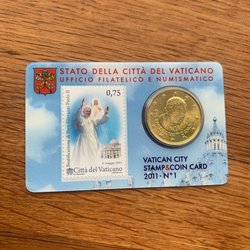 STATO DELLA CITTÀ DEL VATICANO
UFFICIO FILATELICO E NUMISMATICO
0,75
Città del Vaticano
VATICAN CITY
STAMP&COIN CARD
2011 - N°1